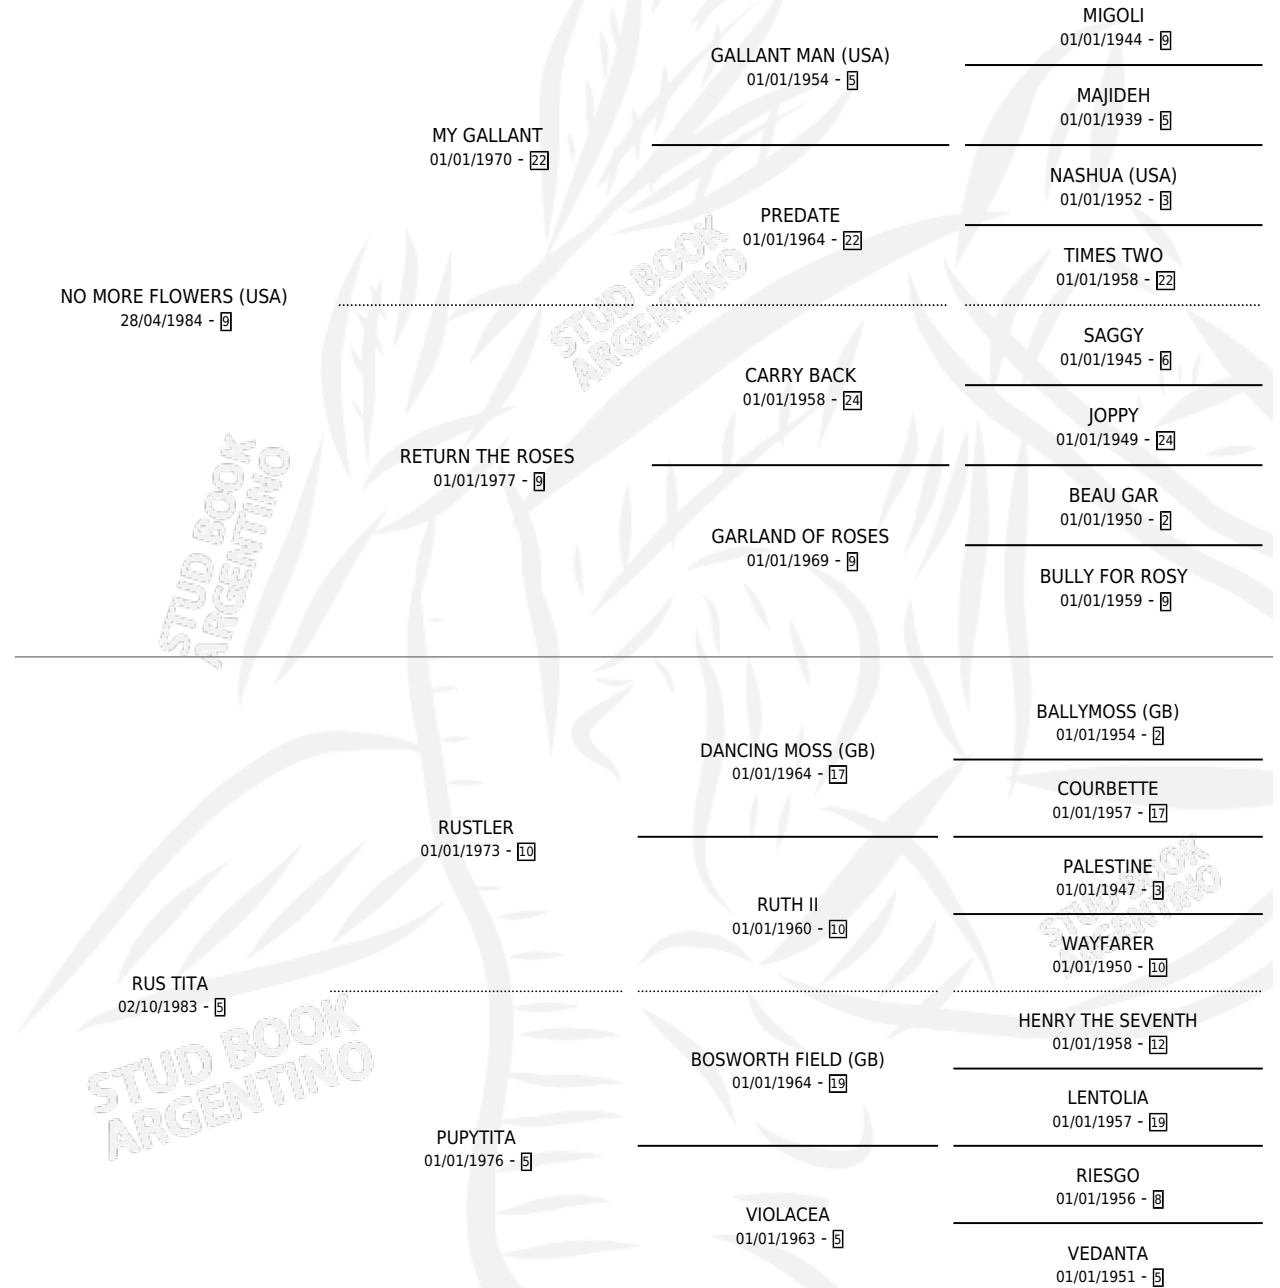 MIGOLI
01/01/1944 - 9
GALLANT MAN (USA)
01/01/1954 - 5
MAJIDEH
01/01/1939 - 5
MY GALLANT
01/01/1970 - 22
NASHUA (USA)
01/01/1952 - 3
PREDATE
01/01/1964 - 22
TIMES TWO
01/01/1958 - 22
NO MORE FLOWERS (USA)
28/04/1984 - 9
SAGGY
01/01/1945 - 6
CARRY BACK
01/01/1958 - 24
JOPPY
01/01/1949 - 24
RETURN THE ROSES
01/01/1977 - 9
BEAU GAR
01/01/1950 - 2
GARLAND OF ROSES
01/01/1969 - 9
BULLY FOR ROSY
01/01/1959 - 9
BALLYMOSS (GB)
01/01/1954 - 2
DANCING MOSS (GB)
01/01/1964 - 17
COURBETTE
01/01/1957 - 17
RUSTLER
01/01/1973 - 10
PALESTINE
01/01/1947 - 3
RUTH II
01/01/1960 - 10
WAYFARER
01/01/1950 - 10
RUS TITA
02/10/1983 - 5
HENRY THE SEVENTH
01/01/1958 - 12
BOSWORTH FIELD (GB)
01/01/1964 - 19
LENTOLIA
01/01/1957 - 19
PUPYTITA
01/01/1976 - 5
RIESGO
01/01/1956 - 8
VIOLACEA
01/01/1963 - 5
VEDANTA
01/01/1951 - 5
STUD BOOK
ARGENTINO
STUD BOOK
ARGENTINO
STUD BOOK
ARGENTINO
STUD BOOK
ARGENTINO